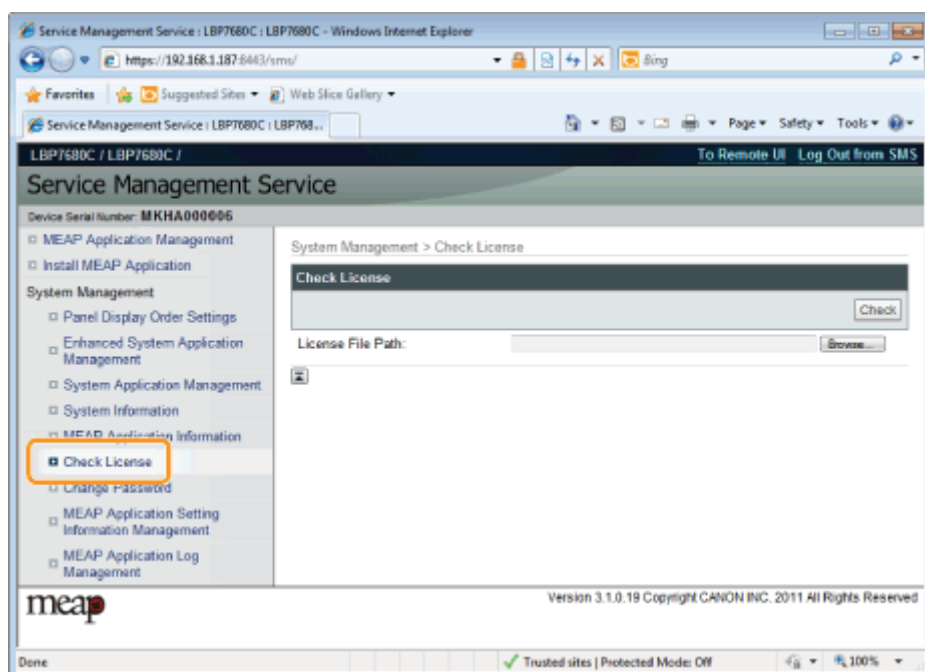 Service Management Service : LBP7680C : LBP7680C - Windows Internet Explorer
https://192.168.1.187:8443/sms/
Bing
Favorites
Suggested Sites
Web Slice Gallery
Service Management Service : LBP7680C : LBP768...
Page
Safety
Tools
LBP7680C / LBP7680C /
To Remote UI
Log Out from SMS
Service Management Service
Device Serial Number: MKHA000006
MEAP Application Management
Install MEAP Application
System Management
Panel Display Order Settings
Enhanced System Application
Management
System Application Management
System Information
MEAP Application Information
Check License
Change Password
MEAP Application Setting
Information Management
MEAP Application Log
Management
System Management > Check License
Check License
Check
License File Path:
Browse...
meap
Version 3.1.0.19 Copyright CANON INC. 2011 All Rights Reserved
Done
Trusted sites | Protected Mode: Off
100%